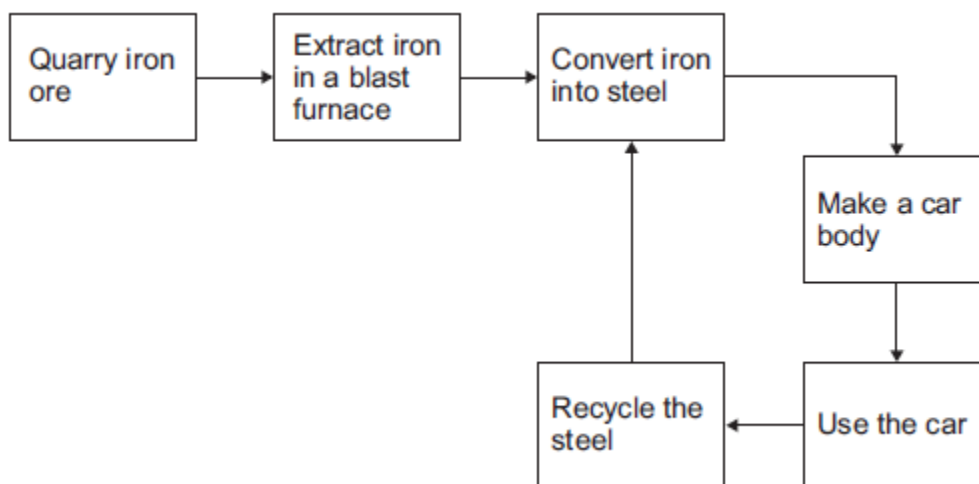 Quarry iron
ore
Extract iron
in a blast
furnace
Convert iron
into steel
Make a car
body
Use the car
Recycle the
steel